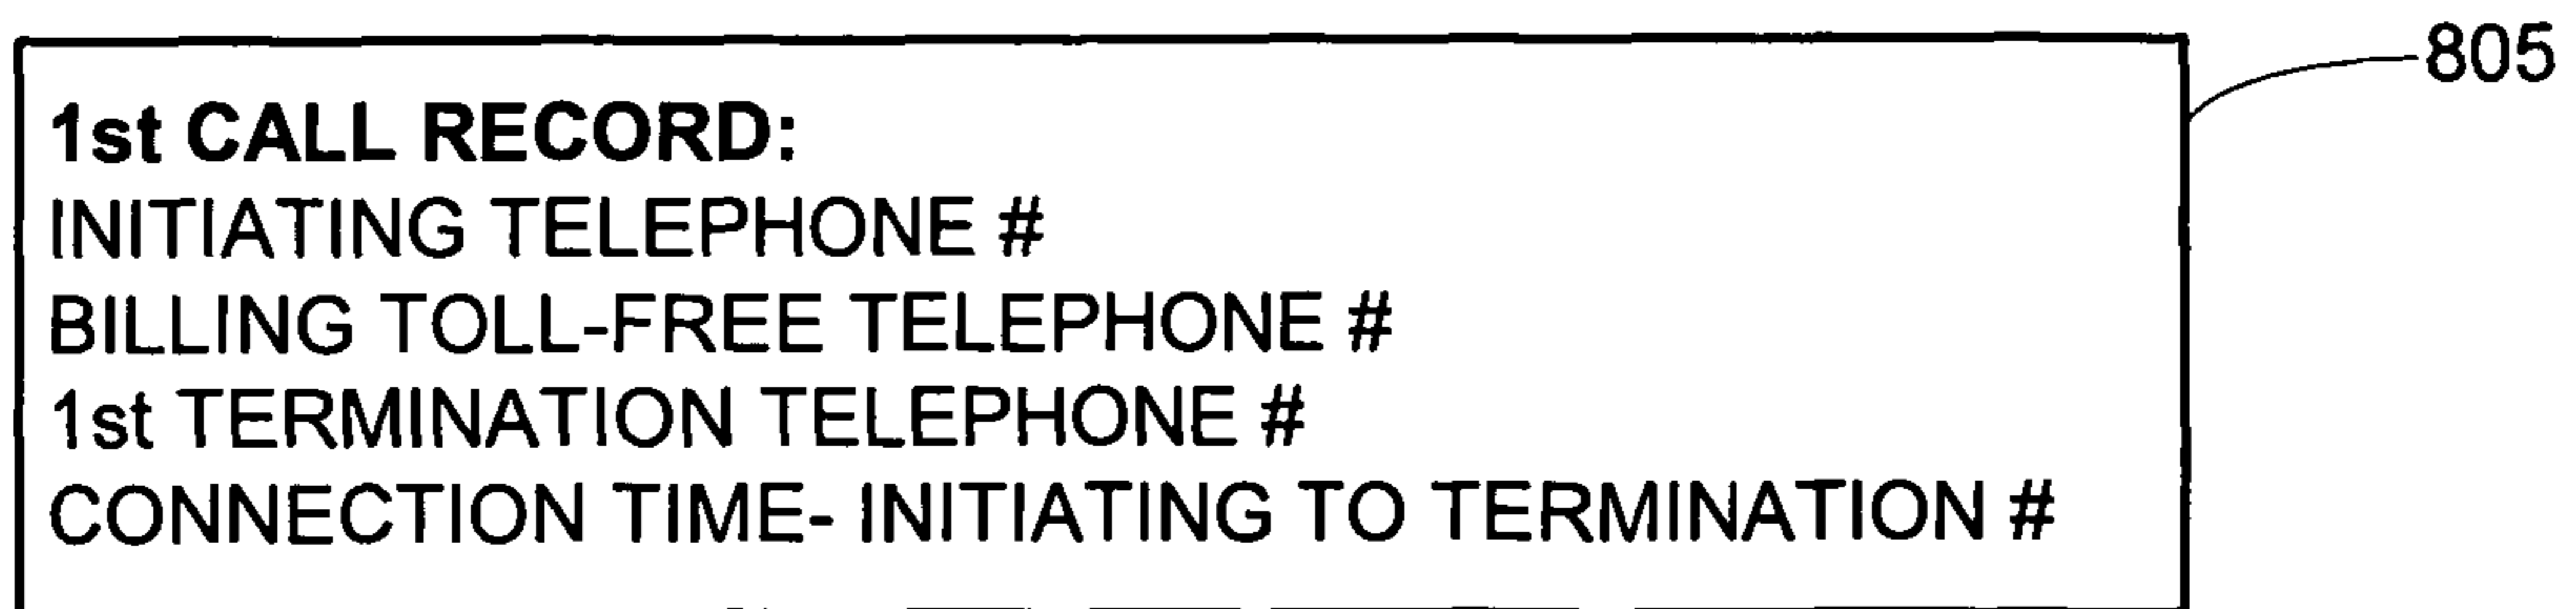 805
1st CALL RECORD:
INITIATING TELEPHONE #
BILLING TOLL-FREE TELEPHONE #
1st TERMINATION TELEPHONE #
CONNECTION TIME- INITIATING TO TERMINATION #